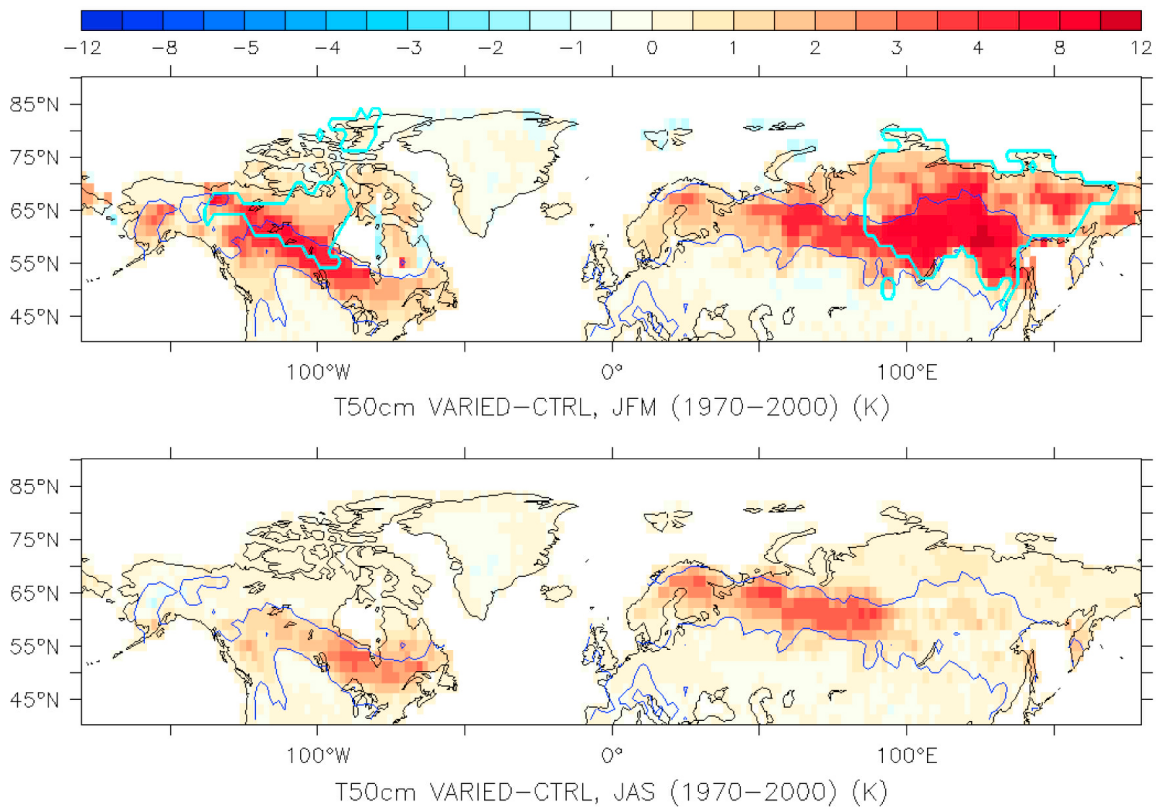 -12 -8 -5 -4 -3 -2 -1 0 1 2 3 4 8 12
85°N
75°N
65°N
55°N
45°N
100°W 0° 100°E
T50cm VARIED-CTRL, JFM (1970-2000) (K)
85°N
75°N
65°N
55°N
45°N
100°W 0° 100°E
T50cm VARIED-CTRL, JAS (1970-2000) (K)